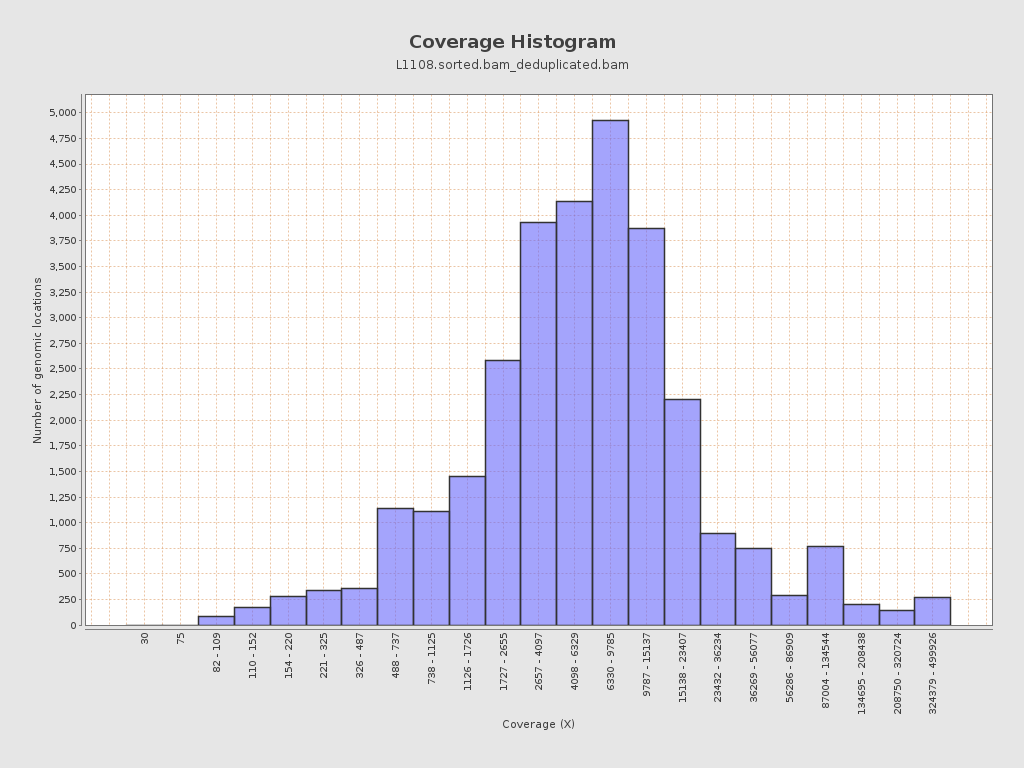 Coverage Histogram
L1108.sorted.bam_deduplicated.bam
Number of genomic locations
5,000
4,750
4,500
4,250
4,000
3,750
3,500
3,250
3,000
2,750
2,500
2,250
2,000
1,750
1,500
1,250
1,000
750
500
250
0
30
75
82 - 109
110 - 152
154 - 220
221 - 325
326 - 487
488 - 737
738 - 1125
1126 - 1726
1727 - 2655
2657 - 4097
4098 - 6329
6330 - 9785
9787 - 15137
15138 - 23407
23432 - 36234
36269 - 56077
56286 - 86909
87004 - 134544
134695 - 208438
208750 - 320724
324379 - 499926
Coverage (X)